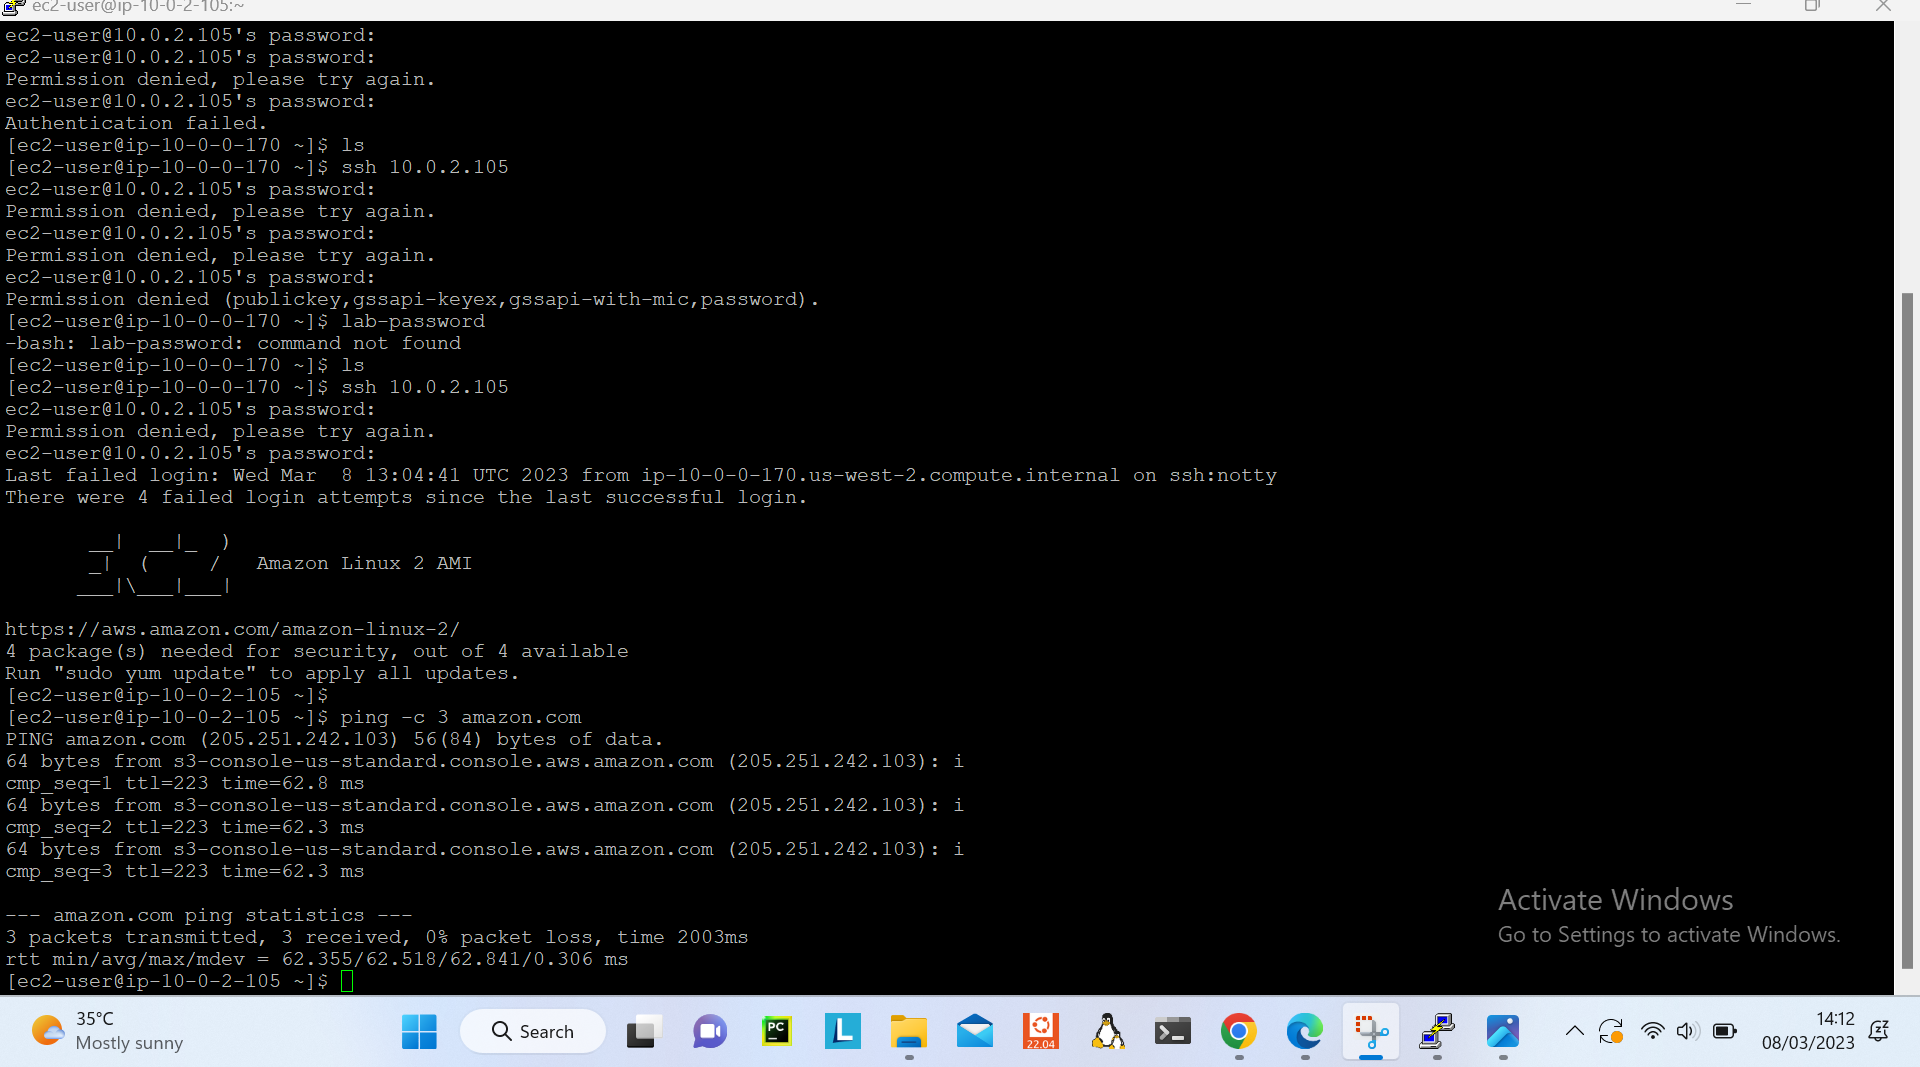 ec2-user@ip-10-0-2-105:~
ec2-user@10.0.2.105's password:
ec2-user@10.0.2.105's password:
Permission denied, please try again.
ec2-user@10.0.2.105's password:
Authentication failed.
[ec2-user@ip-10-0-0-170 ~]$ ls
[ec2-user@ip-10-0-0-170 ~]$ ssh 10.0.2.105
ec2-user@10.0.2.105's password:
Permission denied, please try again.
ec2-user@10.0.2.105's password:
Permission denied, please try again.
ec2-user@10.0.2.105's password:
Permission denied (publickey,gssapi-keyex,gssapi-with-mic,password).
[ec2-user@ip-10-0-0-170 ~]$ lab-password
-bash: lab-password: command not found
[ec2-user@ip-10-0-0-170 ~]$ ls
[ec2-user@ip-10-0-0-170 ~]$ ssh 10.0.2.105
ec2-user@10.0.2.105's password:
Permission denied, please try again.
ec2-user@10.0.2.105's password:
Last failed login: Wed Mar  8 13:04:41 UTC 2023 from ip-10-0-0-170.us-west-2.compute.internal on ssh:notty
There were 4 failed login attempts since the last successful login.
       __|  __|_  )
       _|  (     /   Amazon Linux 2 AMI
      ___|\___|___|
https://aws.amazon.com/amazon-linux-2/
4 package(s) needed for security, out of 4 available
Run "sudo yum update" to apply all updates.
[ec2-user@ip-10-0-2-105 ~]$
[ec2-user@ip-10-0-2-105 ~]$ ping -c 3 amazon.com
PING amazon.com (205.251.242.103) 56(84) bytes of data.
64 bytes from s3-console-us-standard.console.aws.amazon.com (205.251.242.103): i
cmp_seq=1 ttl=223 time=62.8 ms
64 bytes from s3-console-us-standard.console.aws.amazon.com (205.251.242.103): i
cmp_seq=2 ttl=223 time=62.3 ms
64 bytes from s3-console-us-standard.console.aws.amazon.com (205.251.242.103): i
cmp_seq=3 ttl=223 time=62.3 ms
--- amazon.com ping statistics ---
3 packets transmitted, 3 received, 0% packet loss, time 2003ms
rtt min/avg/max/mdev = 62.355/62.518/62.841/0.306 ms
[ec2-user@ip-10-0-2-105 ~]$
Activate Windows
Go to Settings to activate Windows.
35°C
Mostly sunny
Search
PC
L
22.04
14:12
08/03/2023